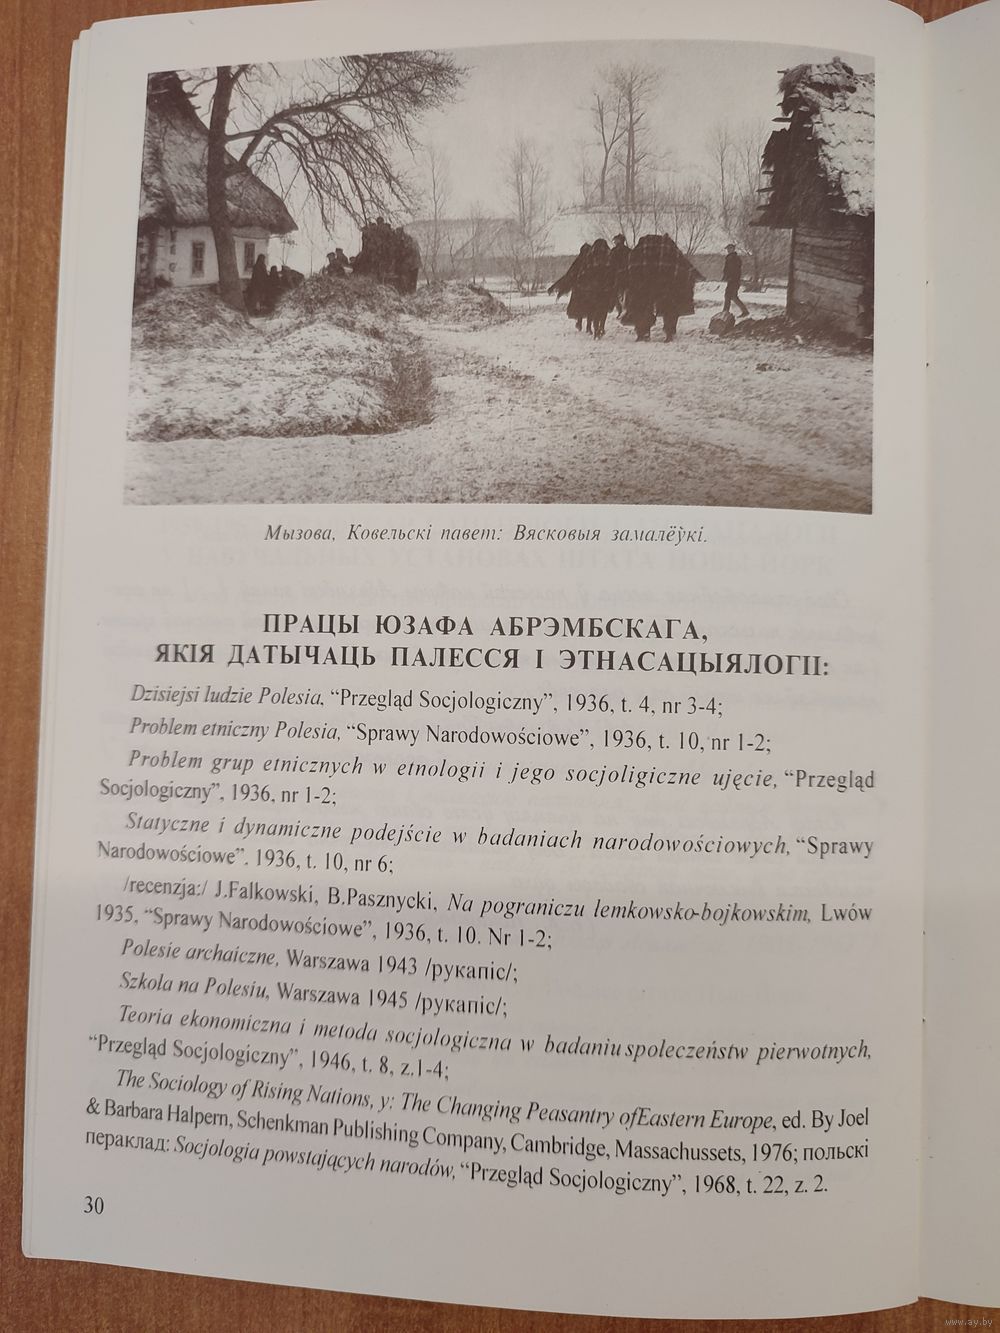 Мызова, Ковельскі павет: Вясковыя замалёўкі.
ПРАЦЫ ЮЗАФА АБРЭМБСКАГА,
ЯКІЯ ДАТЫЧАЦЬ ПАЛЕССЯ І ЭТНАСАЦЫЯЛОГІІ:
Dzisiejsi ludzie Polesia, “Przegląd Socjologiczny”, 1936, t. 4, nr 3-4;
Problem etniczny Polesia, “Sprawy Narodowościowe”, 1936, t. 10, nr 1-2;
Problem grup etnicznych w etnologii i jego socjoligiczne ujęcie, “Przegląd
Socjologiczny”, 1936, nr 1-2;
Statyczne i dynamiczne podejście w badaniach narodowościowych, “Sprawy
Narodowościowe”. 1936, t. 10, nr 6;
/recenzja:/ J.Falkowski, B.Pasznycki, Na pograniczu lemkowsko-bojkowskim, Lwów
1935, “Sprawy Narodowościowe”, 1936, t. 10. Nr 1-2;
Polesie archaiczne, Warszawa 1943 /рукапіс/;
Szkola na Polesiu, Warszawa 1945 /рукапіс/;
Teoria ekonomiczna i metoda socjologiczna w badaniu spoleczeństw pierwotnych,
“Przegląd Socjologiczny”, 1946, t. 8, z.1-4;
The Sociology of Rising Nations, у: The Changing Peasantry ofEastern Europe, ed. By Joel
& Barbara Halpern, Schenkman Publishing Company, Cambridge, Massachussets, 1976; польскі
пераклад: Socjologia powstających narodów, “Przegląd Socjologiczny”, 1968, t. 22, z. 2.
30
www.ay.by